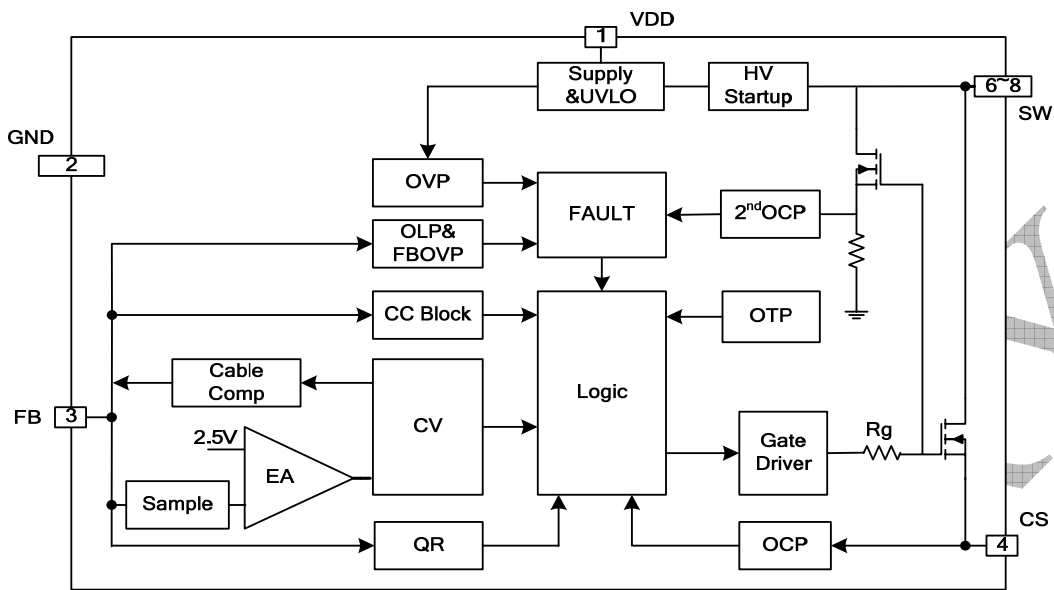 VDD
1
Supply
&UVLO
HV
Startup
6~8
SW
GND
2
OVP
FAULT
2ndOCP
OLP&
FBOVP
CC Block
OTP
Cable
Comp
Logic
FB
3
CV
2.5V
EA
Gate
Driver
Rg
Sample
QR
OCP
CS
4